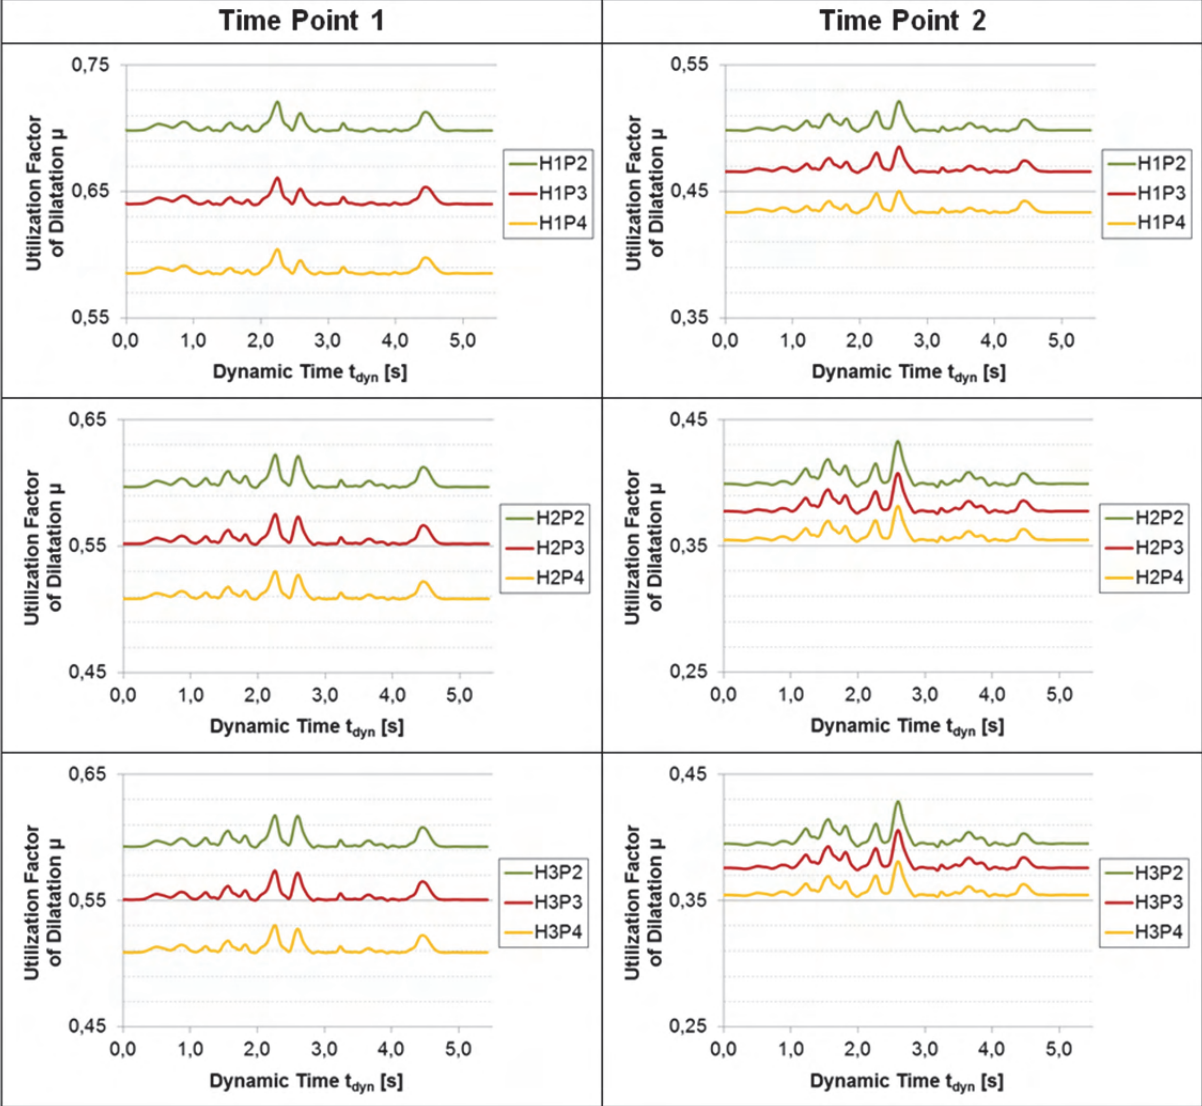 Time Point 1
Time Point 2
Utilization Factor
of Dilatation µ
0,75
0,65
0,55
0,0 1,0 2,0 3,0 4,0 5,0
Dynamic Time tdyn [s]
H1P2
H1P3
H1P4
Utilization Factor
of Dilatation µ
0,55
0,45
0,35
0,0 1,0 2,0 3,0 4,0 5,0
Dynamic Time tdyn [s]
H1P2
H1P3
H1P4
Utilization Factor
of Dilatation µ
0,65
0,55
0,45
0,0 1,0 2,0 3,0 4,0 5,0
Dynamic Time tdyn [s]
H2P2
H2P3
H2P4
Utilization Factor
of Dilatation µ
0,45
0,35
0,25
0,0 1,0 2,0 3,0 4,0 5,0
Dynamic Time tdyn [s]
H2P2
H2P3
H2P4
Utilization Factor
of Dilatation µ
0,65
0,55
0,45
0,0 1,0 2,0 3,0 4,0 5,0
Dynamic Time tdyn [s]
H3P2
H3P3
H3P4
Utilization Factor
of Dilatation µ
0,45
0,35
0,25
0,0 1,0 2,0 3,0 4,0 5,0
Dynamic Time tdyn [s]
H3P2
H3P3
H3P4